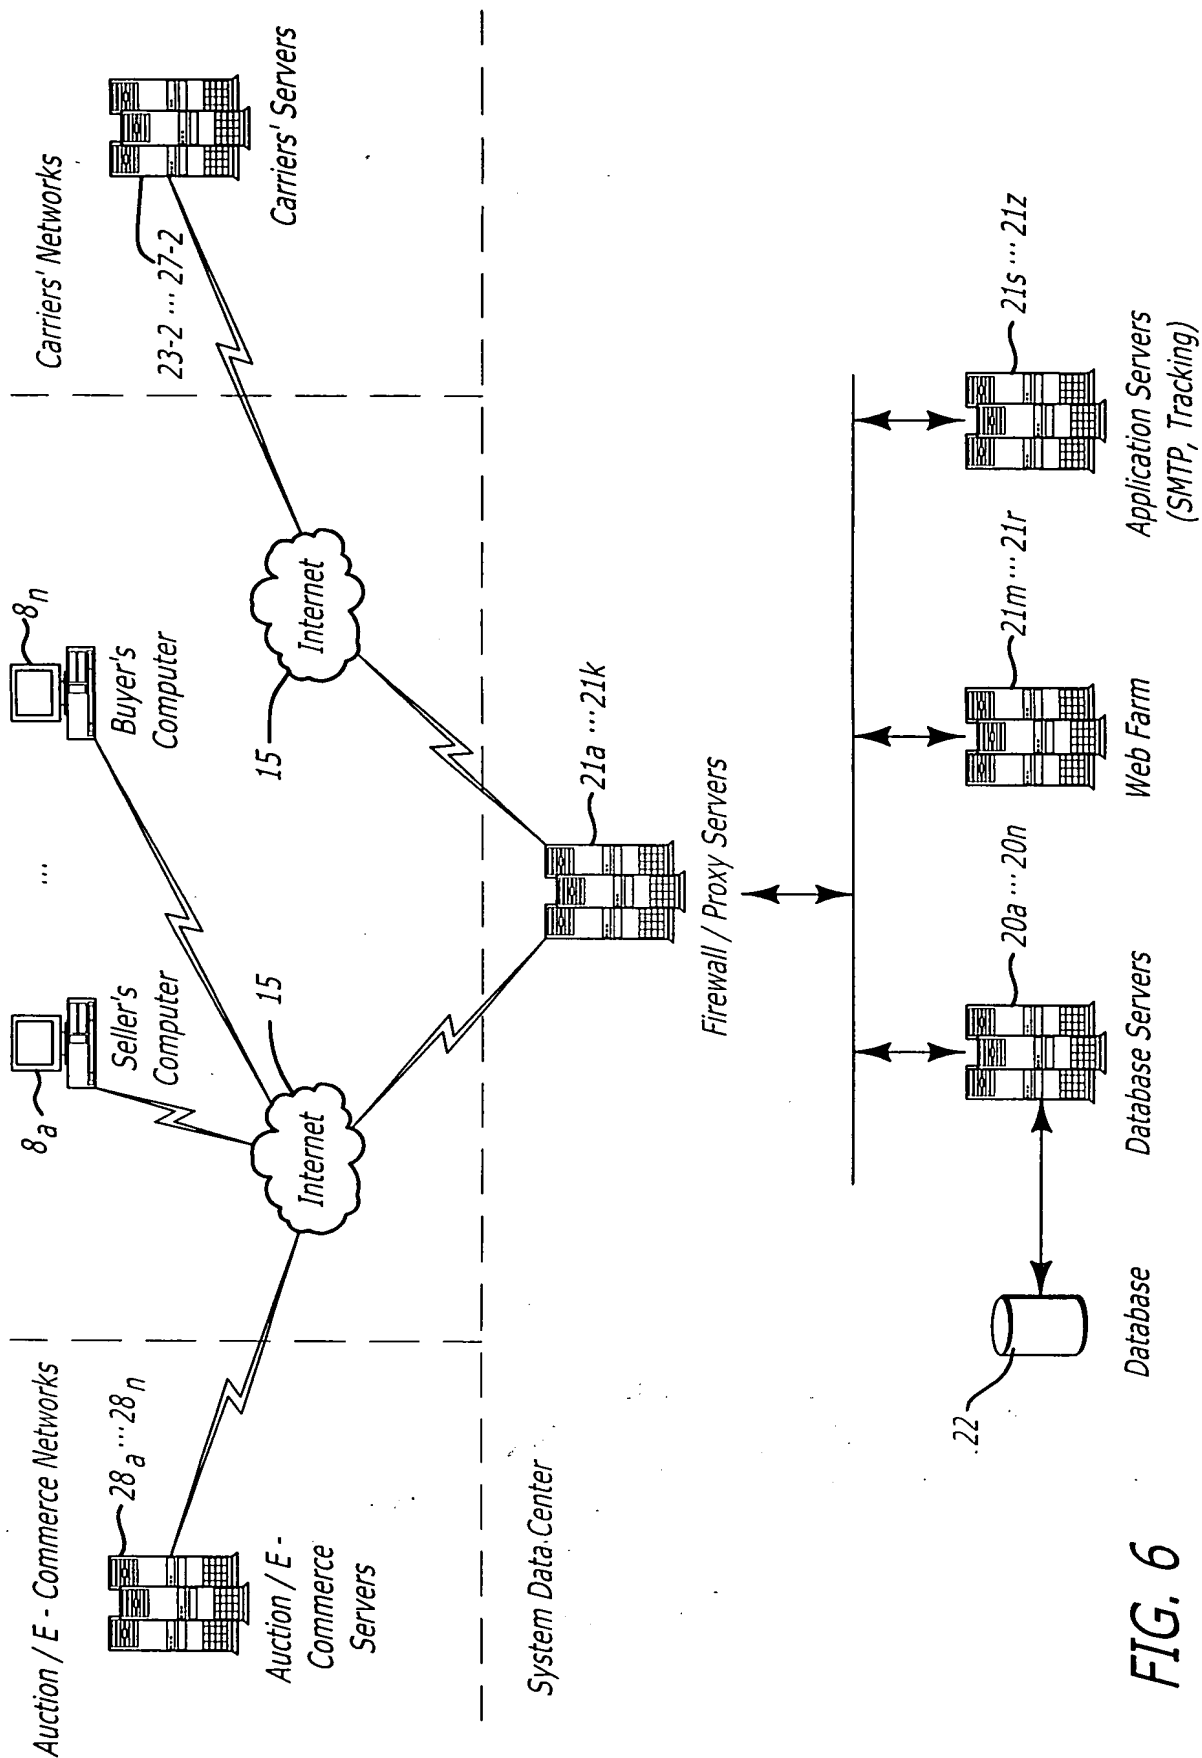 Auction / E - Commerce Networks
Carriers' Networks
8a
...
8n
28a ... 28n
Seller's
Computer
Buyer's
Computer
23-2 ... 27-2
Auction / E -
Commerce
Servers
15
15
Carriers' Servers
Internet
Internet
System Data Center
21a ... 21k
Firewall / Proxy Servers
22
20a ... 20n
21m ... 21r
21s ... 21z
Database
Database Servers
Web Farm
Application Servers
(SMTP, Tracking)
FIG. 6